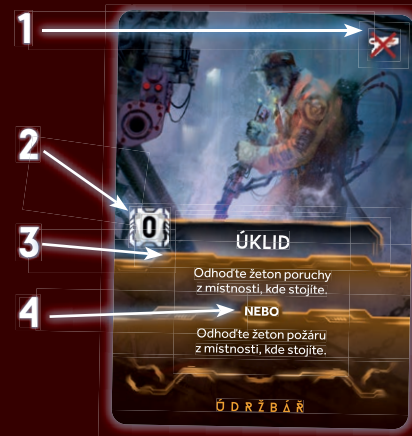 1
2
0
3
ÚKLID
Odhoďte žeton poruchy
z místnosti, kde stojíte.
4
NEBO
Odhoďte žeton požáru
z místnosti, kde stojíte.
ÚDRŽBÁŘ